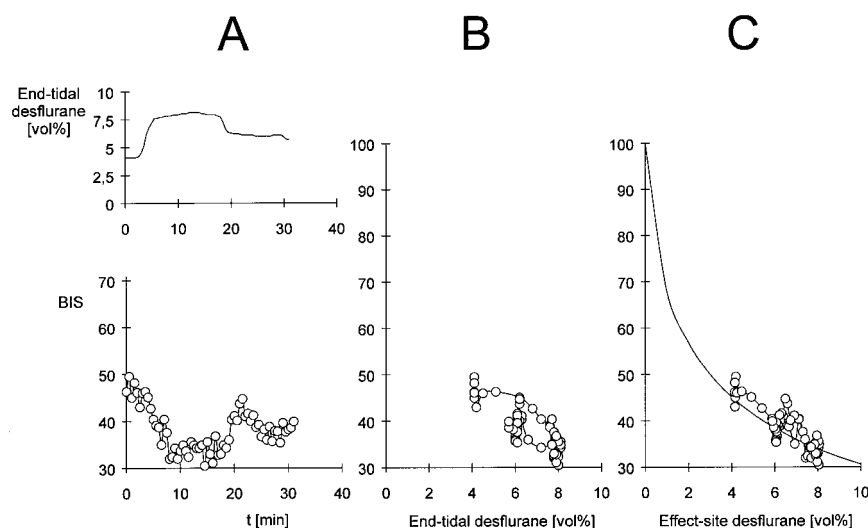 A B C
End-tidal
desflurane
[vol%]
10
7,5
5
2,5
0
0 10 20 30 40
BIS
70
60
50
40
30
0 10 20 30 40
t [min]
100
90
80
70
60
50
40
30
0 2 4 6 8 10
End-tidal desflurane [vol%]
100
90
80
70
60
50
40
30
0 2 4 6 8 10
Effect-site desflurane [vol%]